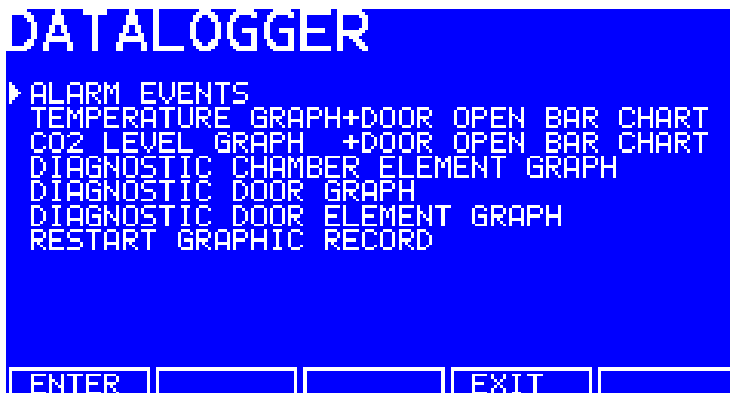 DATALOGGER
ALARM EVENTS
TEMPERATURE GRAPH+DOOR OPEN BAR CHART
CO2 LEVEL GRAPH +DOOR OPEN BAR CHART
DIAGNOSTIC CHAMBER ELEMENT GRAPH
DIAGNOSTIC DOOR GRAPH
DIAGNOSTIC DOOR ELEMENT GRAPH
RESTART GRAPHIC RECORD
ENTER EXIT